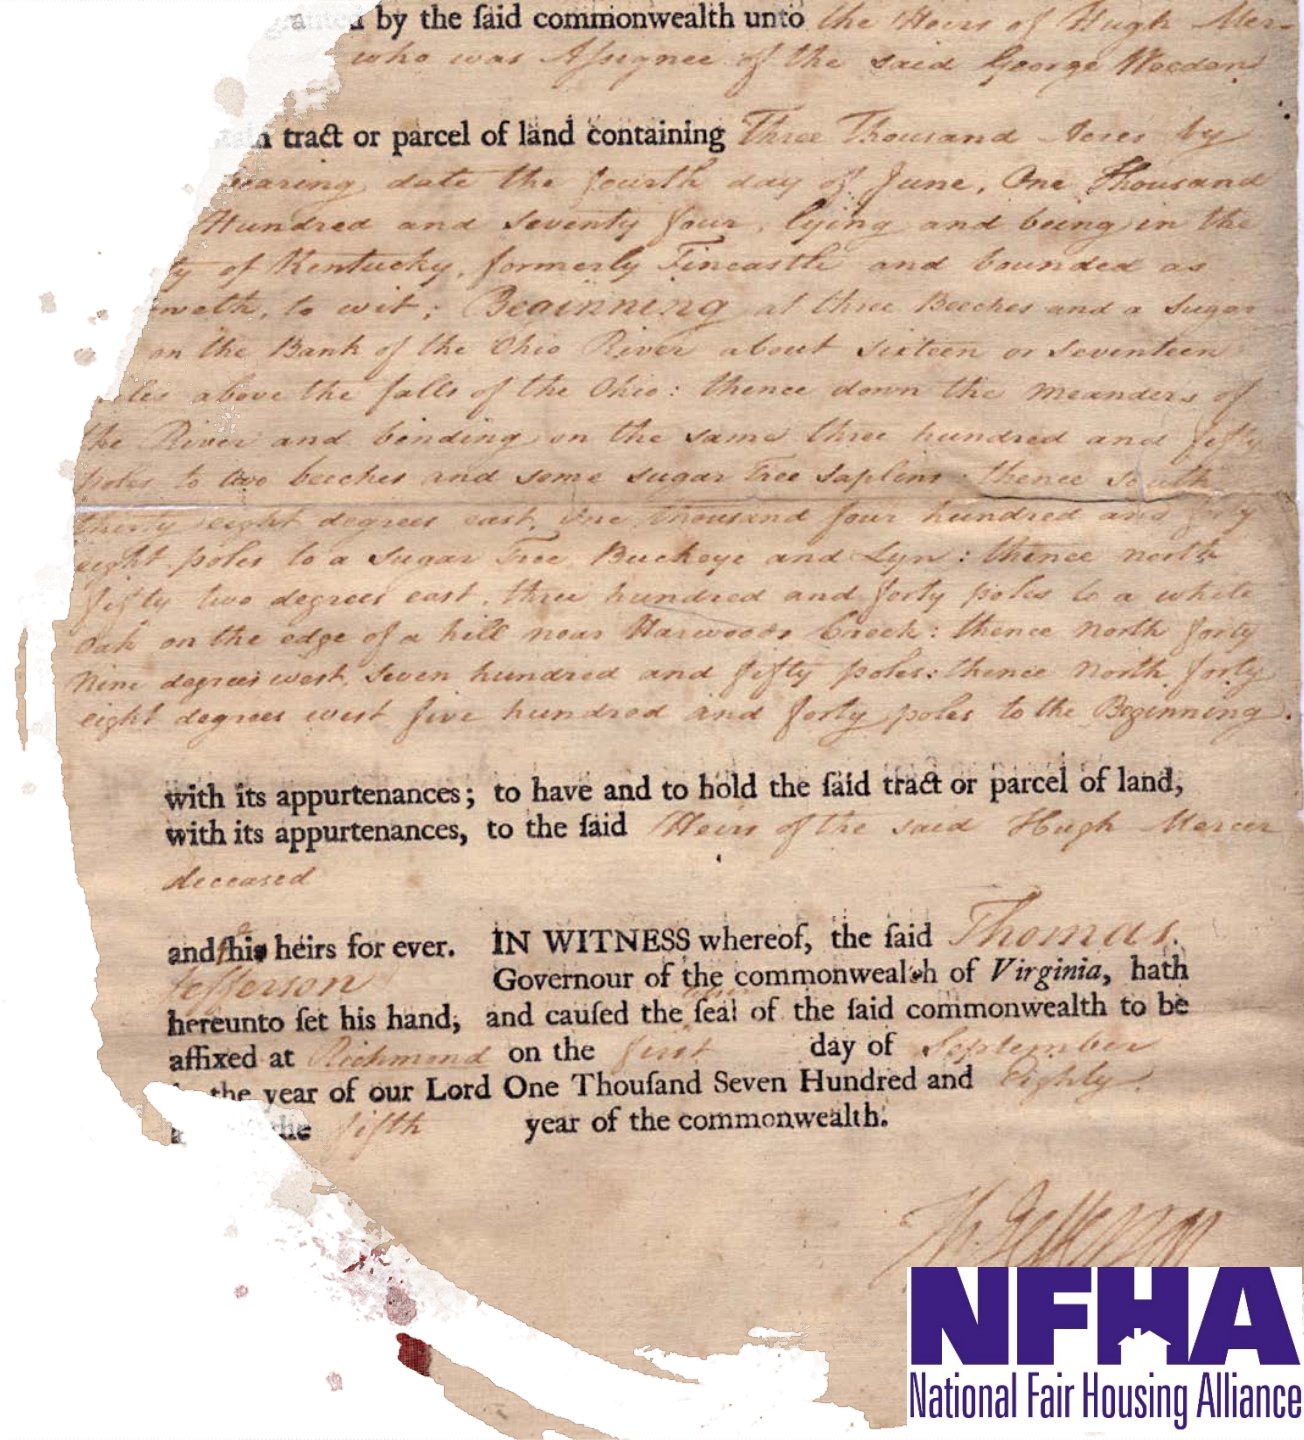 granted by the ſaid commonwealth unto the Heirs of Hugh Mer-
who was Aſsignee of the said George Weedon
tract or parcel of land containing Three Thousand Acres by
bearing date the fourth day of June, One Thousand
Hundred and Seventy four, lying and being in the
ty of Kentucky, formerly Fincastle and bounded as
oweth, to wit; Beginning at three Beeches and a Sugar
on the Bank of the Ohio River about sixteen or seventeen
iles above the falls of the Ohio: thence down the meanders of
the River and binding on the same three hundred and fifty
poles to two beeches and some sugar Tree Saplins thence South
thirty eight degrees east, One thousand four hundred and forty
eight poles to a Sugar Tree Buckeye and Lyn: thence north
fifty two degrees east, three hundred and forty poles to a white
Oak on the edge of a hill near Harwoods Creek: thence North forty
Nine degrees west, Seven hundred and fifty poles: thence North forty
eight degrees west five hundred and forty poles to the Beginning.
with its appurtenances; to have and to hold the ſaid tract or parcel of land,
with its appurtenances, to the ſaid Heirs of the said Hugh Mercer
deceased
and his heirs for ever. IN WITNESS whereof, the ſaid Thomas
Jefferson Governour of the commonwealth of Virginia, hath
hereunto ſet his hand, and cauſed the ſeal of the ſaid commonwealth to be
affixed at Richmond on the first day of September
the year of our Lord One Thouſand Seven Hundred and Eighty.
the fifth year of the commonwealth.
Th. Jefferson
NFHA
National Fair Housing Alliance